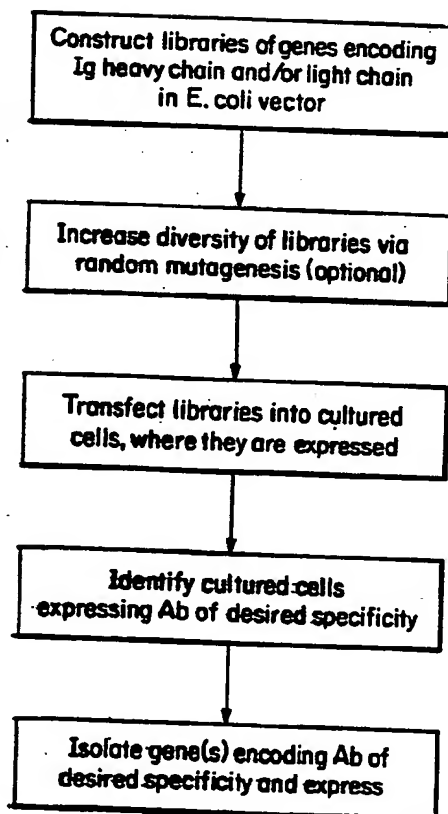 Construct libraries of genes encoding
Ig heavy chain and/or light chain
in E. coli vector
Increase diversity of libraries via
random mutagenesis (optional)
Transfect libraries into cultured
cells, where they are expressed
Identify cultured cells
expressing Ab of desired specificity
Isolate gene(s) encoding Ab of
desired specificity and express